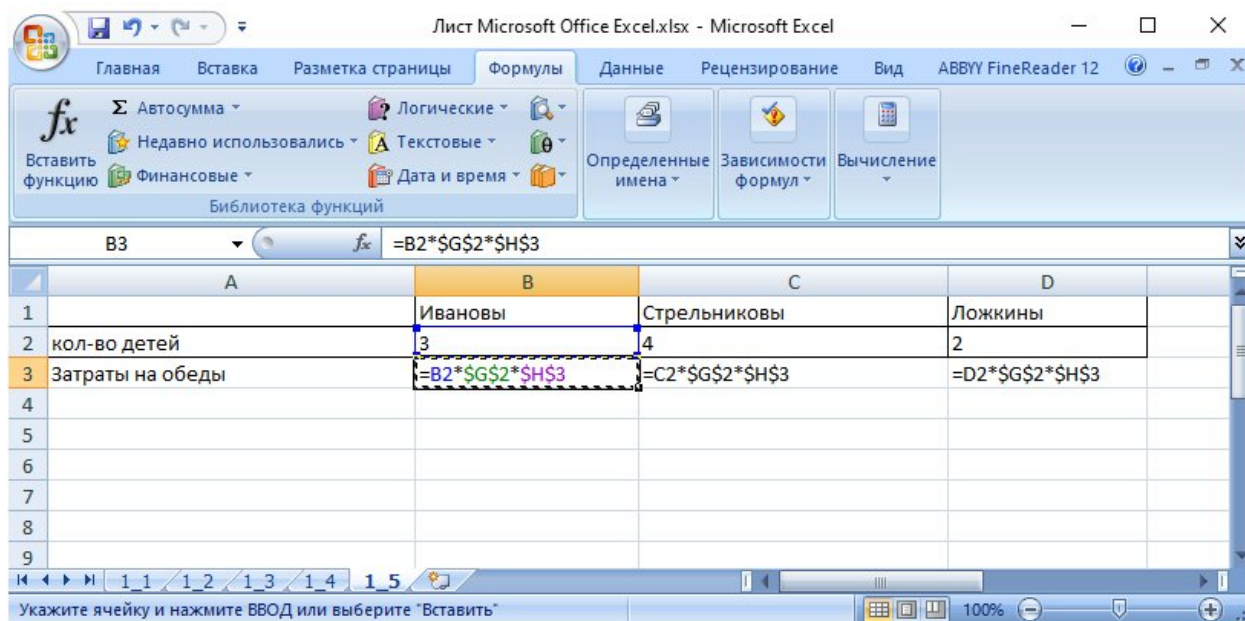 Лист Microsoft Office Excel.xlsx - Microsoft Excel
Главная Вставка Разметка страницы Формулы Данные Рецензирование Вид ABBYY FineReader 12
fx Вставить функцию
Σ Автосумма
Недавно использовались
Финансовые
Логические
Текстовые
Дата и время
θ
Определенные имена
Зависимости формул
Вычисление
Библиотека функций
B3 fx =B2*$G$2*$H$3
A B C D
1 Ивановы Стрельниковы Ложкины
2 кол-во детей 3 4 2
3 Затраты на обеды =B2*$G$2*$H$3 =C2*$G$2*$H$3 =D2*$G$2*$H$3
4
5
6
7
8
9
1_1 1_2 1_3 1_4 1_5
Укажите ячейку и нажмите ВВОД или выберите "Вставить" 100%